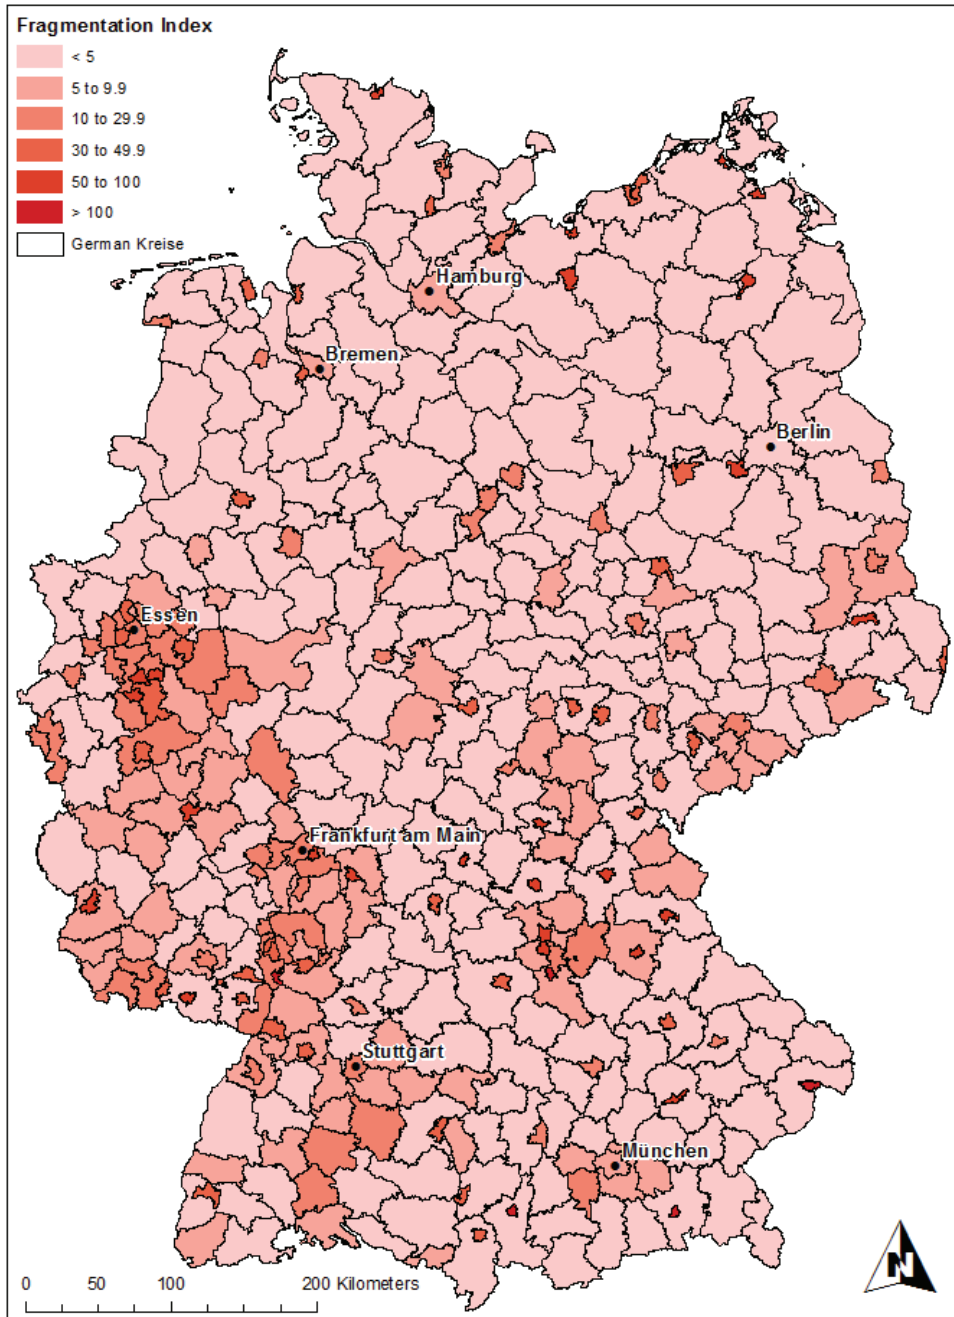 Fragmentation Index
< 5
5 to 9.9
10 to 29.9
30 to 49.9
50 to 100
> 100
German Kreise
Hamburg
Bremen
Berlin
Essen
Frankfurt am Main
Stuttgart
München
0 50 100 200 Kilometers
N